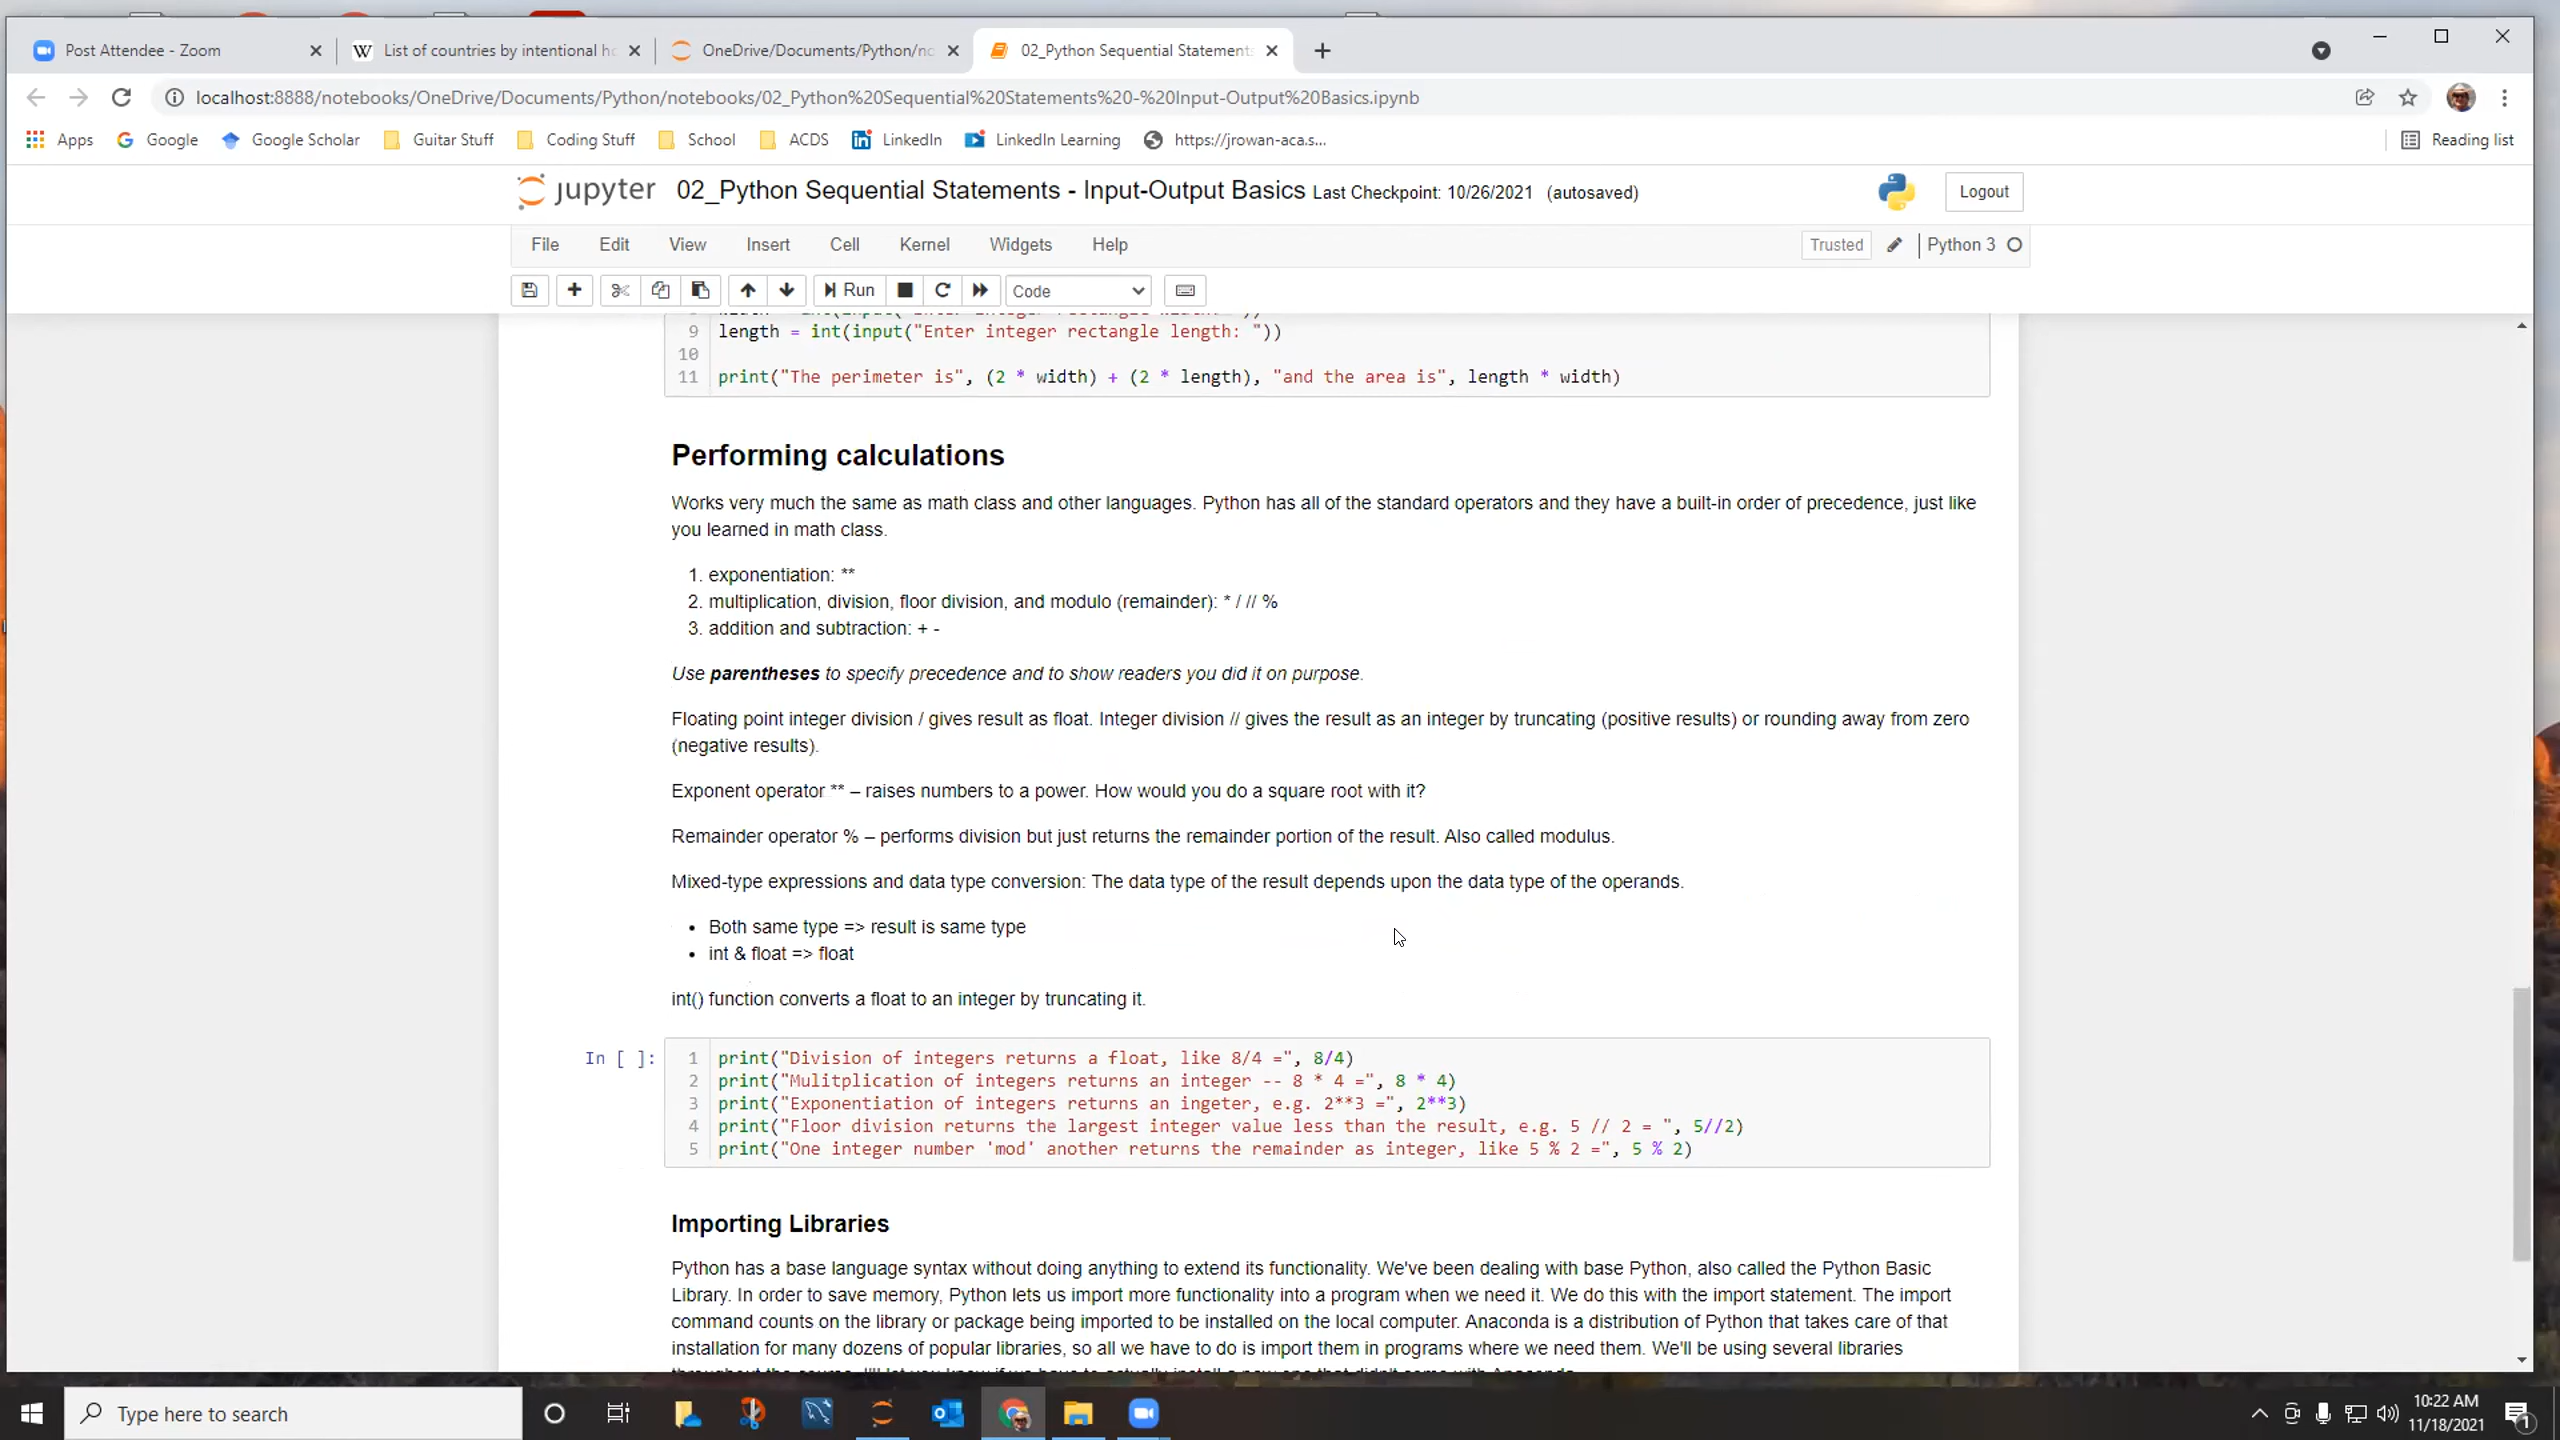 Post Attendee - Zoom
List of countries by intentional ho
OneDrive/Documents/Python/no
02_Python Sequential Statements
localhost:8888/notebooks/OneDrive/Documents/Python/notebooks/02_Python%20Sequential%20Statements%20-%20Input-Output%20Basics.ipynb
Apps Google Google Scholar Guitar Stuff Coding Stuff School ACDS LinkedIn LinkedIn Learning https://jrowan-aca.s... Reading list
jupyter 02_Python Sequential Statements - Input-Output Basics Last Checkpoint: 10/26/2021 (autosaved) Logout
File Edit View Insert Cell Kernel Widgets Help Trusted Python 3
Run Code
9 length = int(input("Enter integer rectangle length: "))
10
11 print("The perimeter is", (2 * width) + (2 * length), "and the area is", length * width)
Performing calculations
Works very much the same as math class and other languages. Python has all of the standard operators and they have a built-in order of precedence, just like
you learned in math class.
1. exponentiation: **
2. multiplication, division, floor division, and modulo (remainder): * / // %
3. addition and subtraction: + -
Use parentheses to specify precedence and to show readers you did it on purpose.
Floating point integer division / gives result as float. Integer division // gives the result as an integer by truncating (positive results) or rounding away from zero
(negative results).
Exponent operator ** – raises numbers to a power. How would you do a square root with it?
Remainder operator % – performs division but just returns the remainder portion of the result. Also called modulus.
Mixed-type expressions and data type conversion: The data type of the result depends upon the data type of the operands.
• Both same type => result is same type
• int & float => float
int() function converts a float to an integer by truncating it.
In [ ]:
1 print("Division of integers returns a float, like 8/4 =", 8/4)
2 print("Mulitplication of integers returns an integer -- 8 * 4 =", 8 * 4)
3 print("Exponentiation of integers returns an ingeter, e.g. 2**3 =", 2**3)
4 print("Floor division returns the largest integer value less than the result, e.g. 5 // 2 = ", 5//2)
5 print("One integer number 'mod' another returns the remainder as integer, like 5 % 2 =", 5 % 2)
Importing Libraries
Python has a base language syntax without doing anything to extend its functionality. We've been dealing with base Python, also called the Python Basic
Library. In order to save memory, Python lets us import more functionality into a program when we need it. We do this with the import statement. The import
command counts on the library or package being imported to be installed on the local computer. Anaconda is a distribution of Python that takes care of that
installation for many dozens of popular libraries, so all we have to do is import them in programs where we need them. We'll be using several libraries
Type here to search
10:22 AM
11/18/2021
1